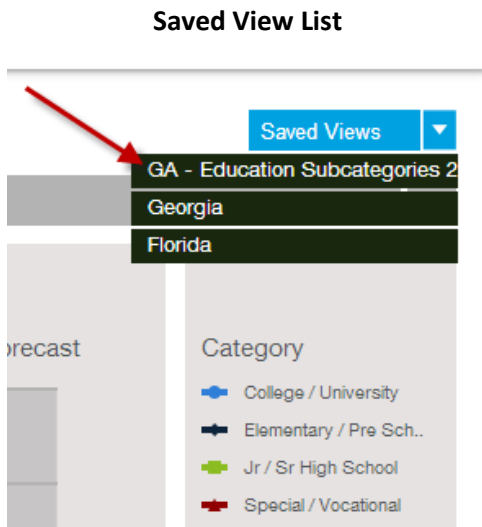 Saved View List
Saved Views
GA - Education Subcategories 2
Georgia
Florida
orecast
Category
College / University
Elementary / Pre Sch..
Jr / Sr High School
Special / Vocational